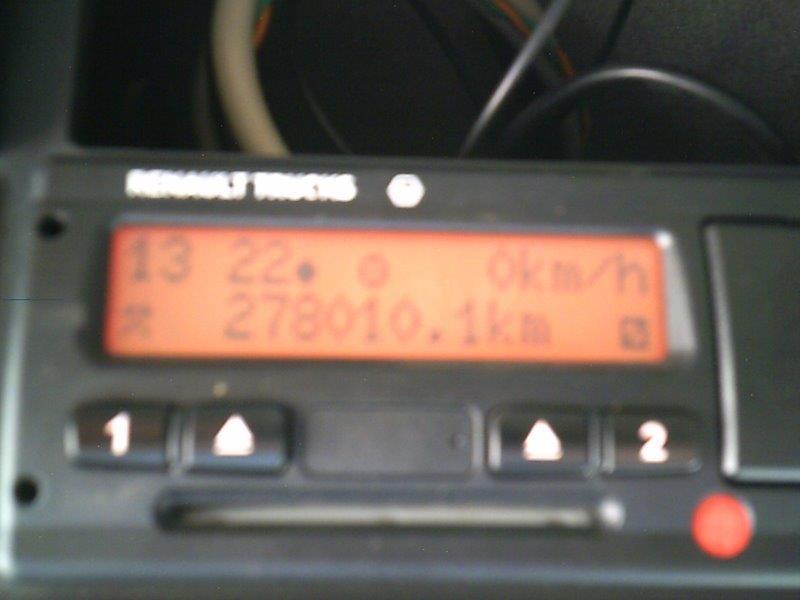 RENAULT TRUCKS
13 22 0km/h
278010.1km
1 2